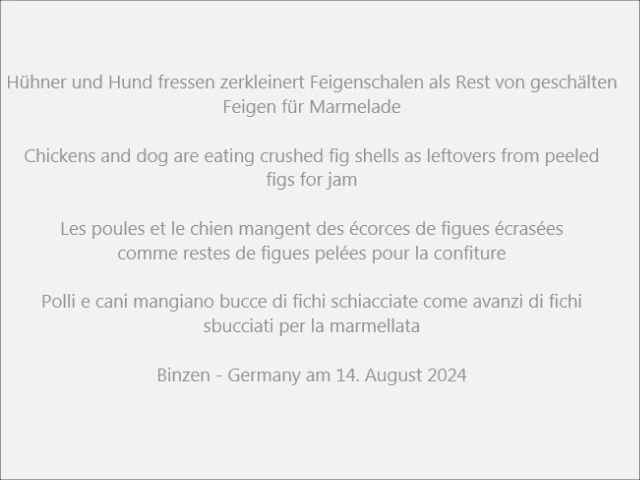 Hühner und Hund fressen zerkleinert Feigenschalen als Rest von geschälten
Feigen für Marmelade
Chickens and dog are eating crushed fig shells as leftovers from peeled
figs for jam
Les poules et le chien mangent des écorces de figues écrasées
comme restes de figues pelées pour la confiture
Polli e cani mangiano bucce di fichi schiacciate come avanzi di fichi
sbucciati per la marmellata
Binzen - Germany am 14. August 2024